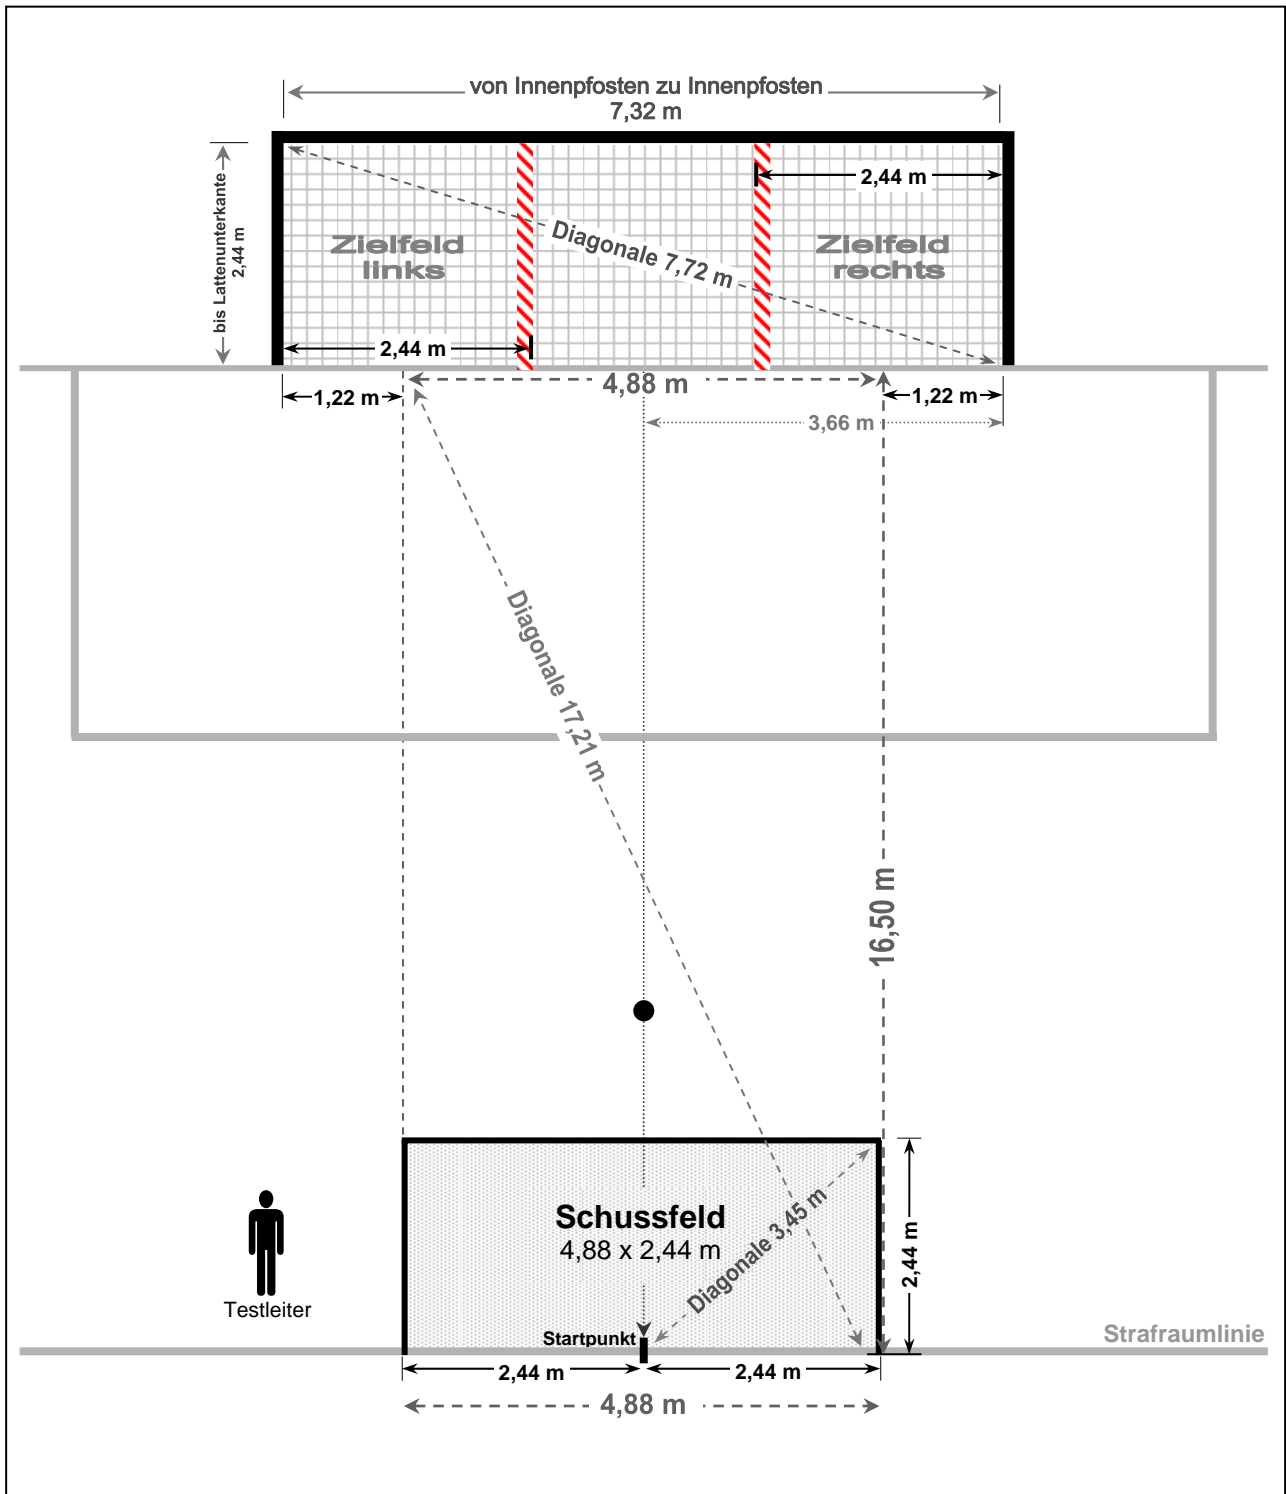 von Innenpfosten zu Innenpfosten
7,32 m
bis Lattenunterkante
2,44 m
2,44 m
Zielfeld
links
Diagonale 7,72 m
Zielfeld
rechts
2,44 m
4,88 m
1,22 m
1,22 m
3,66 m
Diagonale 17,21 m
16,50 m
Schussfeld
4,88 x 2,44 m
Diagonale 3,45 m
2,44 m
Testleiter
Startpunkt
Strafraumlinie
2,44 m
2,44 m
4,88 m